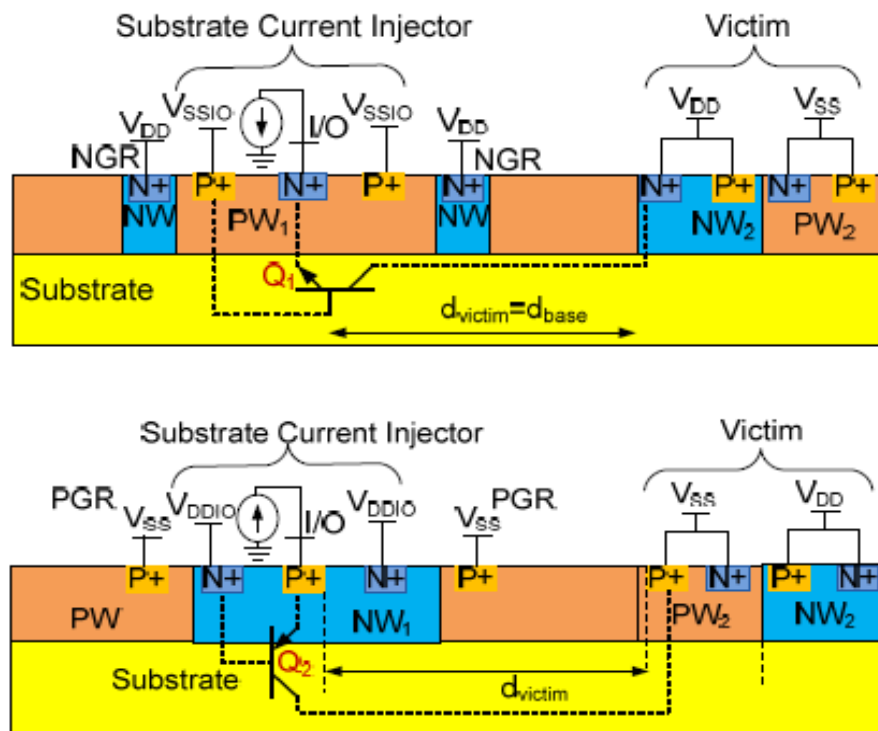 Substrate Current Injector
Victim
VSSIO I/O VSSIO
VDD VDD
VDD VSS
NGR NGR
N+ P+ N+ P+ N+ N+ P+ N+ P+
NW PW1 NW NW2 PW2
Q1
Substrate
dvictim=dbase
Substrate Current Injector
Victim
PGR VDDIO I/O VDDIO PGR
VSS VSS
VSS VDD
P+ N+ P+ N+ P+ P+ N+ P+ N+
PW NW1 PW2 NW2
Q2
Substrate
dvictim